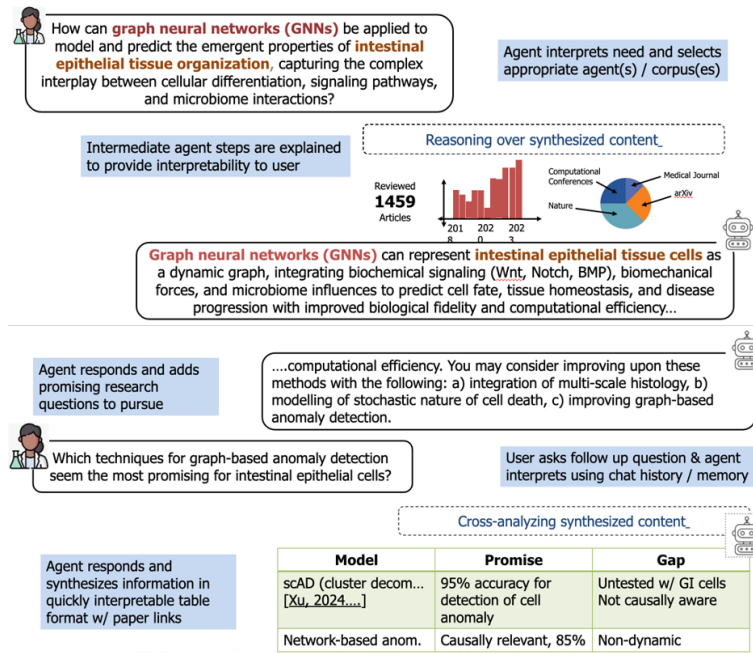 How can graph neural networks (GNNs) be applied to
model and predict the emergent properties of intestinal
epithelial tissue organization, capturing the complex
interplay between cellular differentiation, signaling pathways,
and microbiome interactions?
Agent interprets need and selects
appropriate agent(s) / corpus(es)
Intermediate agent steps are explained
to provide interpretability to user
Reasoning over synthesized content_
Reviewed
1459
Articles
201
8
202
0
202
3
Computational
Conferences
Medical Journal
arXiv
Nature
Graph neural networks (GNNs) can represent intestinal epithelial tissue cells as
a dynamic graph, integrating biochemical signaling (Wnt, Notch, BMP), biomechanical
forces, and microbiome influences to predict cell fate, tissue homeostasis, and disease
progression with improved biological fidelity and computational efficiency...
Agent responds and adds
promising research
questions to pursue
....computational efficiency. You may consider improving upon these
methods with the following: a) integration of multi-scale histology, b)
modelling of stochastic nature of cell death, c) improving graph-based
anomaly detection.
Which techniques for graph-based anomaly detection
seem the most promising for intestinal epithelial cells?
User asks follow up question & agent
interprets using chat history / memory
Cross-analyzing synthesized content_
Agent responds and
synthesizes information in
quickly interpretable table
format w/ paper links
Model Promise Gap
scAD (cluster decom... 95% accuracy for Untested w/ GI cells
[Xu, 2024....] detection of cell Not causally aware
anomaly
Network-based anom. Causally relevant, 85% Non-dynamic